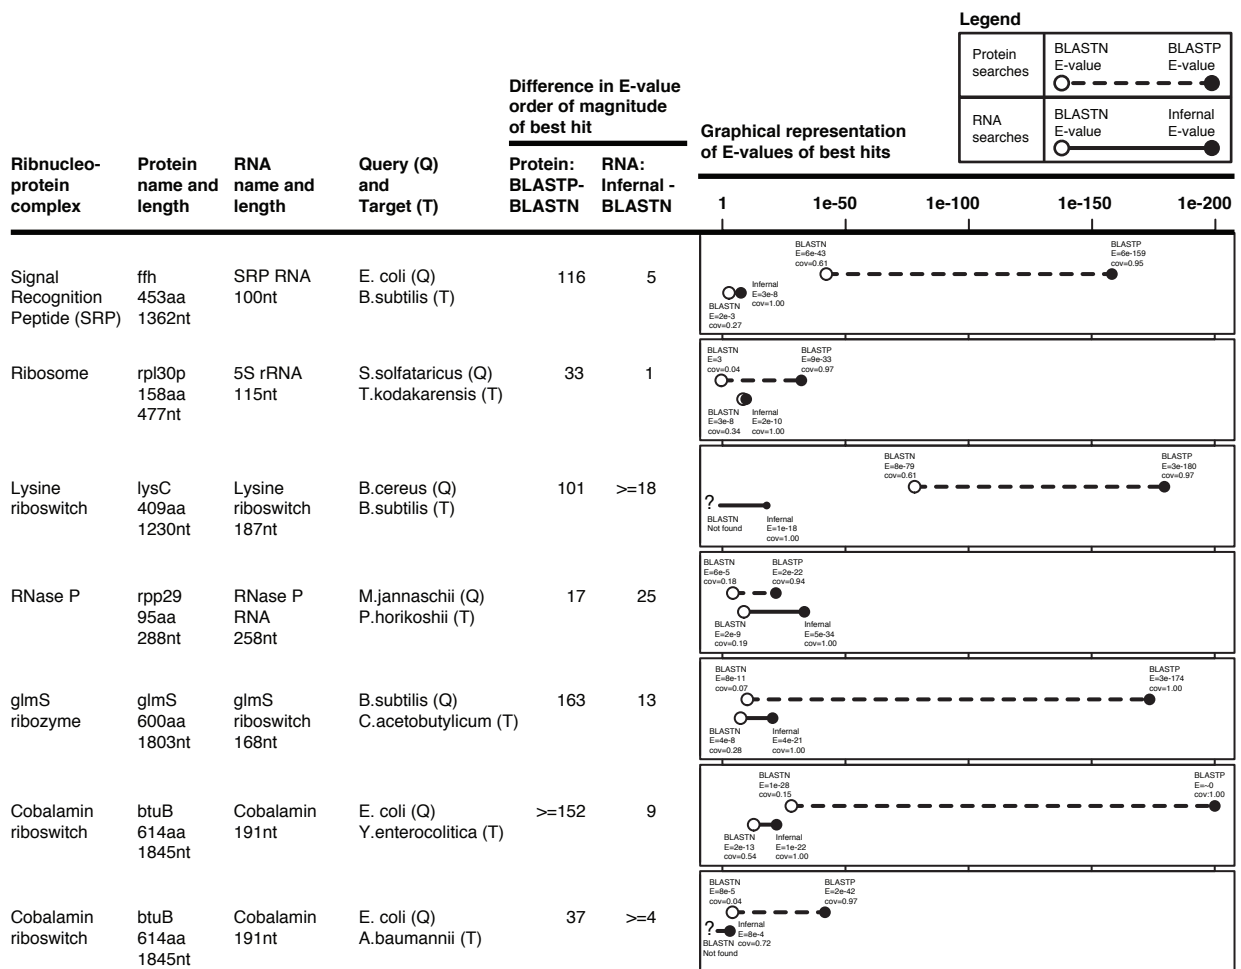 Legend
Protein searches
BLASTN E-value
BLASTP E-value
RNA searches
BLASTN E-value
Infernal E-value
Difference in E-value
order of magnitude
of best hit
Graphical representation
of E-values of best hits
Ribnucleo-
protein
complex
Protein
name and
length
RNA
name and
length
Query (Q)
and
Target (T)
Protein:
BLASTP-
BLASTN
RNA:
Infernal -
BLASTN
1 1e-50 1e-100 1e-150 1e-200
Signal ffh SRP RNA E. coli (Q) 116 5
Recognition 453aa 100nt B.subtilis (T)
Peptide (SRP) 1362nt
BLASTN
E=6e-43
cov=0.61
BLASTP
E=6e-159
cov=0.95
Infernal
E=3e-8
cov=1.00
BLASTN
E=2e-3
cov=0.27
Ribosome rpl30p 5S rRNA S.solfataricus (Q) 33 1
158aa 115nt T.kodakarensis (T)
477nt
BLASTN
E=3
cov=0.04
BLASTP
E=9e-33
cov=0.97
BLASTN
E=3e-8
cov=0.34
Infernal
E=2e-10
cov=1.00
Lysine lysC Lysine B.cereus (Q) 101 >=18
riboswitch 409aa riboswitch B.subtilis (T)
1230nt 187nt
BLASTN
E=8e-79
cov=0.61
BLASTP
E=3e-180
cov=0.97
?
BLASTN
Not found
Infernal
E=1e-18
cov=1.00
RNase P rpp29 RNase P M.jannaschii (Q) 17 25
95aa RNA P.horikoshii (T)
288nt 258nt
BLASTN
E=6e-5
cov=0.18
BLASTP
E=2e-22
cov=0.94
BLASTN
E=2e-9
cov=0.19
Infernal
E=5e-34
cov=1.00
glmS glmS glmS B.subtilis (Q) 163 13
ribozyme 600aa riboswitch C.acetobutylicum (T)
1803nt 168nt
BLASTN
E=8e-11
cov=0.07
BLASTP
E=3e-174
cov=1.00
BLASTN
E=4e-8
cov=0.28
Infernal
E=4e-21
cov=1.00
Cobalamin btuB Cobalamin E. coli (Q) >=152 9
riboswitch 614aa 191nt Y.enterocolitica (T)
1845nt
BLASTN
E=1e-28
cov=0.15
BLASTP
E=~0
cov:1.00
BLASTN
E=2e-13
cov=0.54
Infernal
E=1e-22
cov=1.00
Cobalamin btuB Cobalamin E. coli (Q) 37 >=4
riboswitch 614aa 191nt A.baumannii (T)
1845nt
BLASTN
E=8e-5
cov=0.04
BLASTP
E=2e-42
cov=0.97
?
Infernal
E=8e-4
cov=0.72
BLASTN
Not found